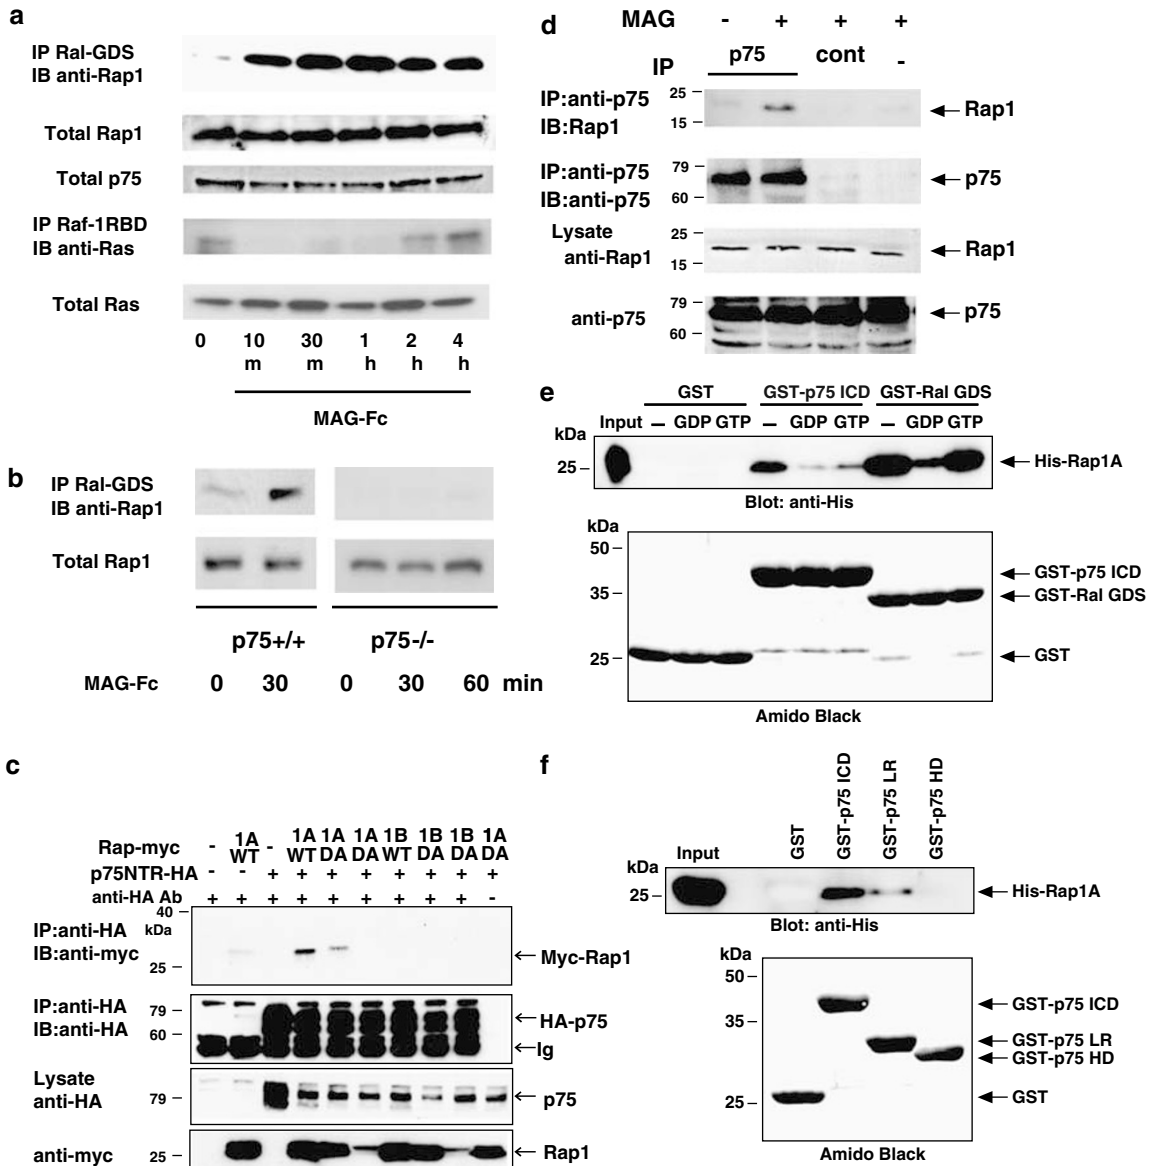 a
IP Ral-GDS
IB anti-Rap1
Total Rap1
Total p75
IP Raf-1RBD
IB anti-Ras
Total Ras
0 10 30 1 2 4
m m h h h
MAG-Fc
b
IP Ral-GDS
IB anti-Rap1
Total Rap1
p75+/+ p75-/-
MAG-Fc 0 30 0 30 60 min
c
Rap-myc - 1A WT - 1A WT 1A DA 1A DA 1B WT 1B DA 1B DA 1A DA
p75NTR-HA - - + + + + + + + +
anti-HA Ab + + + + + + + + + -
40
kDa
IP:anti-HA
IB:anti-myc
25
Myc-Rap1
IP:anti-HA
IB:anti-HA
79
60
HA-p75
Ig
Lysate
anti-HA
79
p75
anti-myc
25
Rap1
d
MAG - + + +
IP p75 cont -
IP:anti-p75
IB:Rap1
25
15
Rap1
IP:anti-p75
IB:anti-p75
79
60
p75
Lysate
anti-Rap1
25
15
Rap1
anti-p75
79
60
p75
e
GST GST-p75 ICD GST-Ral GDS
Input – GDP GTP – GDP GTP – GDP GTP
kDa
25
His-Rap1A
Blot: anti-His
kDa
50
35
25
GST-p75 ICD
GST-Ral GDS
GST
Amido Black
f
Input GST GST-p75 ICD GST-p75 LR GST-p75 HD
kDa
25
His-Rap1A
Blot: anti-His
kDa
50
35
25
GST-p75 ICD
GST-p75 LR
GST-p75 HD
GST
Amido Black